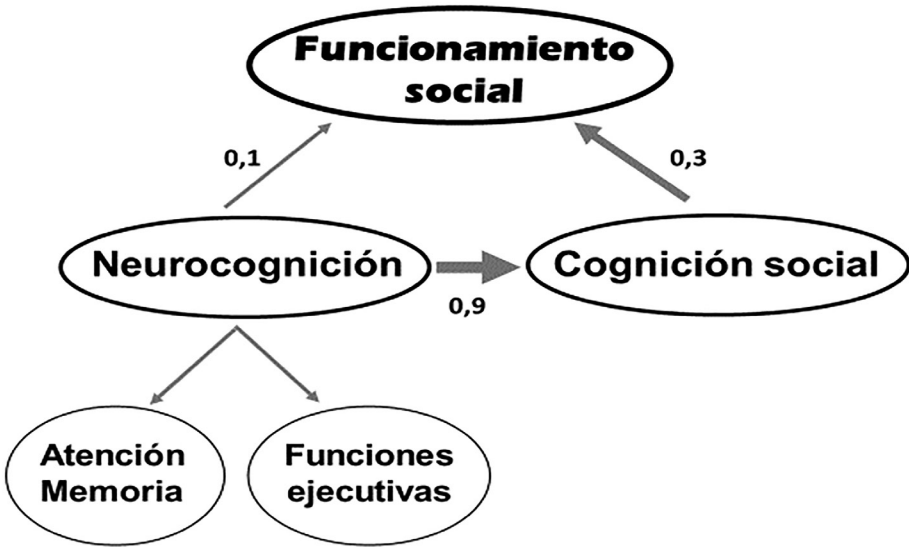 Funcionamiento
social
0,1
0,3
Neurocognición
Cognición social
0,9
Atención
Memoria
Funciones
ejecutivas